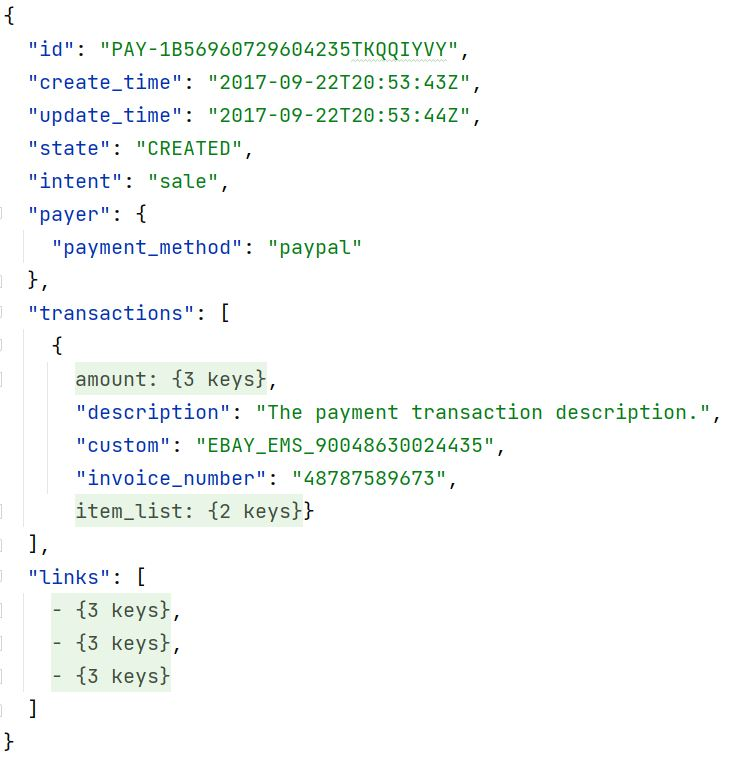 {
"id": "PAY-1B56960729604235TKQQIYVY",
"create_time": "2017-09-22T20:53:43Z",
"update_time": "2017-09-22T20:53:44Z",
"state": "CREATED",
"intent": "sale",
"payer": {
"payment_method": "paypal"
},
"transactions": [
{
amount: {3 keys},
"description": "The payment transaction description.",
"custom": "EBAY_EMS_90048630024435",
"invoice_number": "48787589673",
item_list: {2 keys}}
],
"links": [
- {3 keys},
- {3 keys},
- {3 keys}
]
}